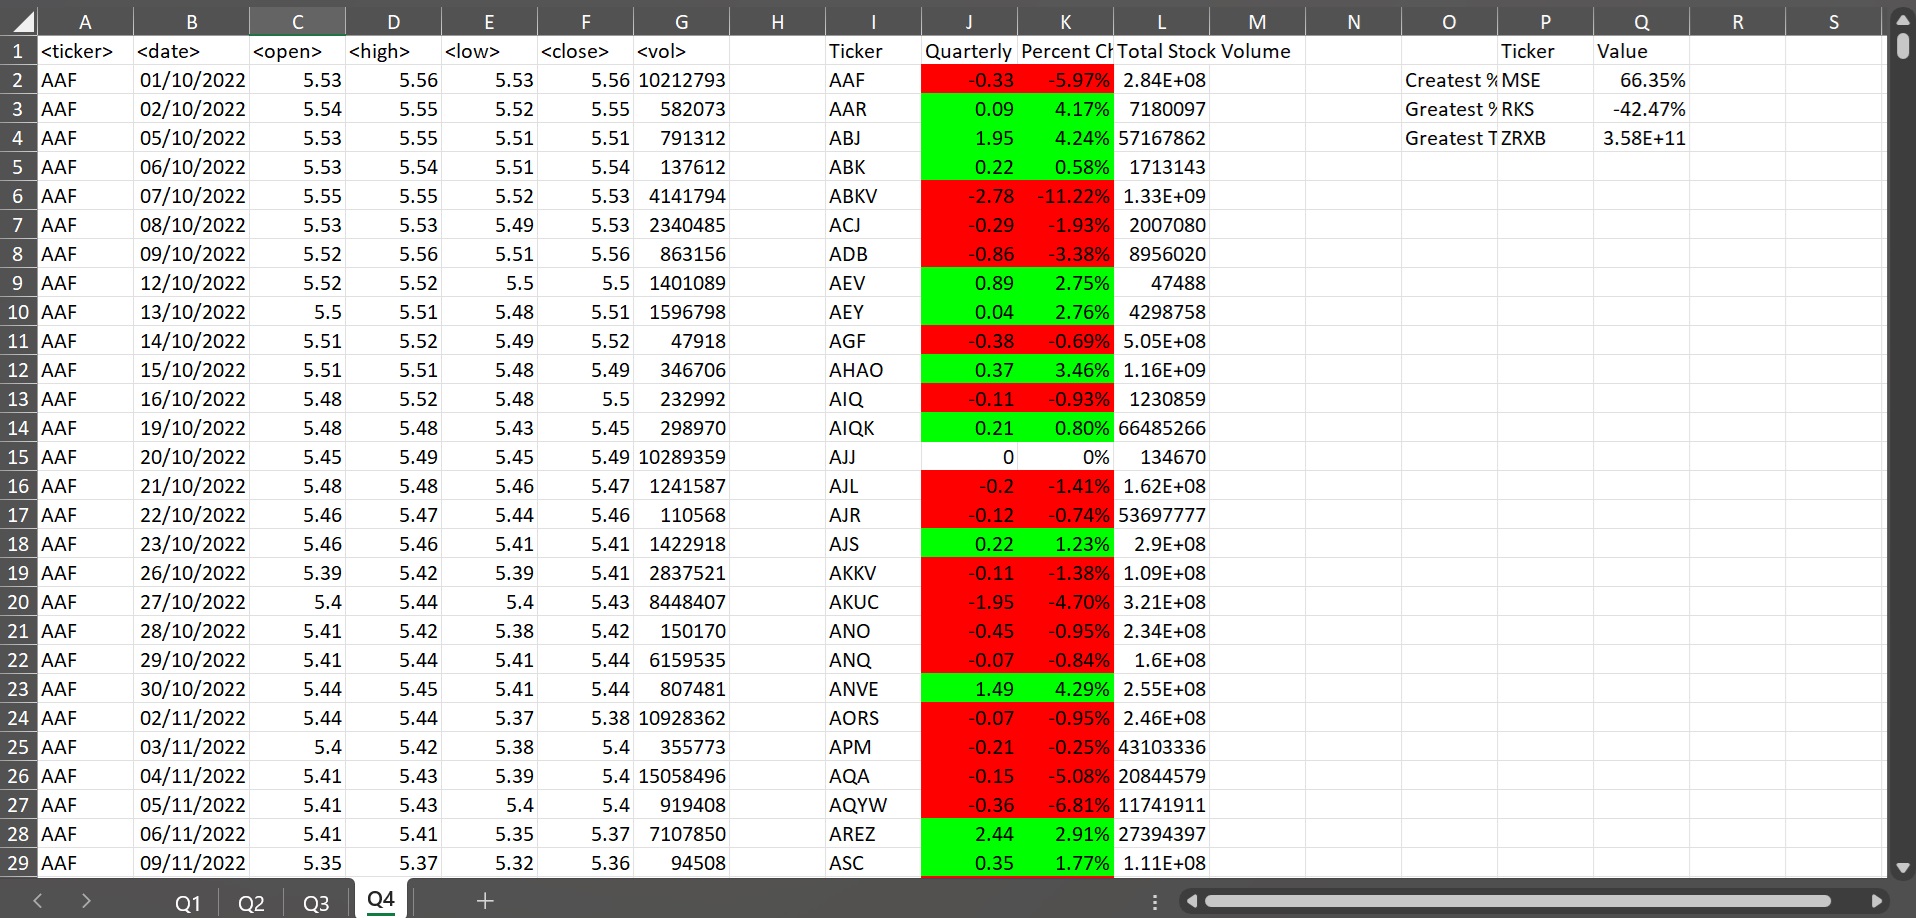 A B C D E F G H I J K L M N O P Q R S
1 <ticker> <date> <open> <high> <low> <close> <vol> Ticker Quarterly Percent Ch Total Stock Volume Ticker Value
2 AAF 01/10/2022 5.53 5.56 5.53 5.56 10212793 AAF -0.33 -5.97% 2.84E+08 Createst % MSE 66.35%
3 AAF 02/10/2022 5.54 5.55 5.52 5.55 582073 AAR 0.09 4.17% 7180097 Greatest % RKS -42.47%
4 AAF 05/10/2022 5.53 5.55 5.51 5.51 791312 ABJ 1.95 4.24% 57167862 Greatest T ZRXB 3.58E+11
5 AAF 06/10/2022 5.53 5.54 5.51 5.54 137612 ABK 0.22 0.58% 1713143
6 AAF 07/10/2022 5.55 5.55 5.52 5.53 4141794 ABKV -2.78 -11.22% 1.33E+09
7 AAF 08/10/2022 5.53 5.53 5.49 5.53 2340485 ACJ -0.29 -1.93% 2007080
8 AAF 09/10/2022 5.52 5.56 5.51 5.56 863156 ADB -0.86 -3.38% 8956020
9 AAF 12/10/2022 5.52 5.52 5.5 5.5 1401089 AEV 0.89 2.75% 47488
10 AAF 13/10/2022 5.5 5.51 5.48 5.51 1596798 AEY 0.04 2.76% 4298758
11 AAF 14/10/2022 5.51 5.52 5.49 5.52 47918 AGF -0.38 -0.69% 5.05E+08
12 AAF 15/10/2022 5.51 5.51 5.48 5.49 346706 AHAO 0.37 3.46% 1.16E+09
13 AAF 16/10/2022 5.48 5.52 5.48 5.5 232992 AIQ -0.11 -0.93% 1230859
14 AAF 19/10/2022 5.48 5.48 5.43 5.45 298970 AIQK 0.21 0.80% 66485266
15 AAF 20/10/2022 5.45 5.49 5.45 5.49 10289359 AJJ 0 0% 134670
16 AAF 21/10/2022 5.48 5.48 5.46 5.47 1241587 AJL -0.2 -1.41% 1.62E+08
17 AAF 22/10/2022 5.46 5.47 5.44 5.46 110568 AJR -0.12 -0.74% 53697777
18 AAF 23/10/2022 5.46 5.46 5.41 5.41 1422918 AJS 0.22 1.23% 2.9E+08
19 AAF 26/10/2022 5.39 5.42 5.39 5.41 2837521 AKKV -0.11 -1.38% 1.09E+08
20 AAF 27/10/2022 5.4 5.44 5.4 5.43 8448407 AKUC -1.95 -4.70% 3.21E+08
21 AAF 28/10/2022 5.41 5.42 5.38 5.42 150170 ANO -0.45 -0.95% 2.34E+08
22 AAF 29/10/2022 5.41 5.44 5.41 5.44 6159535 ANQ -0.07 -0.84% 1.6E+08
23 AAF 30/10/2022 5.44 5.45 5.41 5.44 807481 ANVE 1.49 4.29% 2.55E+08
24 AAF 02/11/2022 5.44 5.44 5.37 5.38 10928362 AORS -0.07 -0.95% 2.46E+08
25 AAF 03/11/2022 5.4 5.42 5.38 5.4 355773 APM -0.21 -0.25% 43103336
26 AAF 04/11/2022 5.41 5.43 5.39 5.4 15058496 AQA -0.15 -5.08% 20844579
27 AAF 05/11/2022 5.41 5.43 5.4 5.4 919408 AQYW -0.36 -6.81% 11741911
28 AAF 06/11/2022 5.41 5.41 5.35 5.37 7107850 AREZ 2.44 2.91% 27394397
29 AAF 09/11/2022 5.35 5.37 5.32 5.36 94508 ASC 0.35 1.77% 1.11E+08
Q1 Q2 Q3 Q4